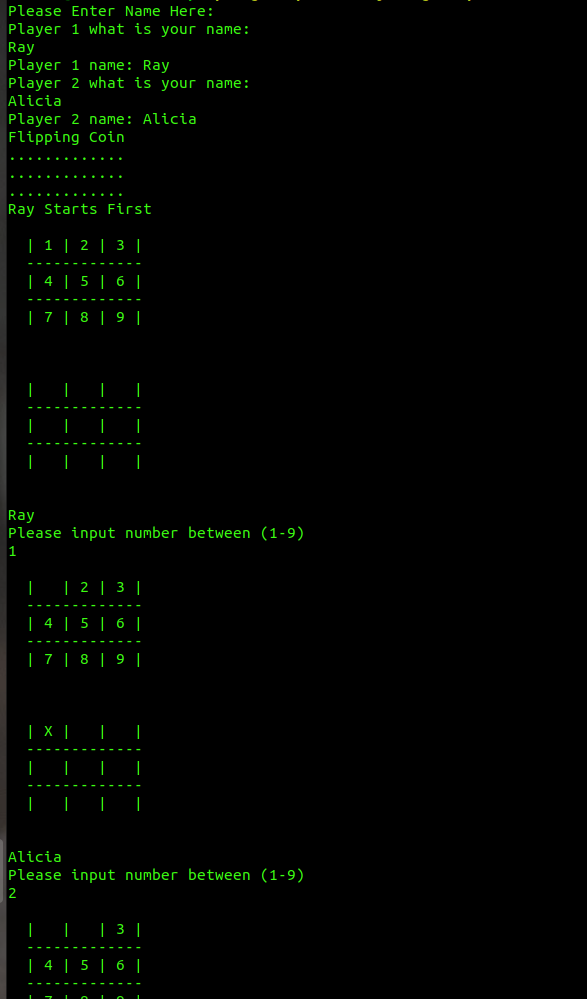 Please Enter Name Here:
Player 1 what is your name:
Ray
Player 1 name: Ray
Player 2 what is your name:
Alicia
Player 2 name: Alicia
Flipping Coin
.............
.............
.............
Ray Starts First
| 1 | 2 | 3 |
-------------
| 4 | 5 | 6 |
-------------
| 7 | 8 | 9 |
|   |   |   |
-------------
|   |   |   |
-------------
|   |   |   |
Ray
Please input number between (1-9)
1
|   | 2 | 3 |
-------------
| 4 | 5 | 6 |
-------------
| 7 | 8 | 9 |
| X |   |   |
-------------
|   |   |   |
-------------
|   |   |   |
Alicia
Please input number between (1-9)
2
|   |   | 3 |
-------------
| 4 | 5 | 6 |
-------------
| 7 | 8 | 9 |